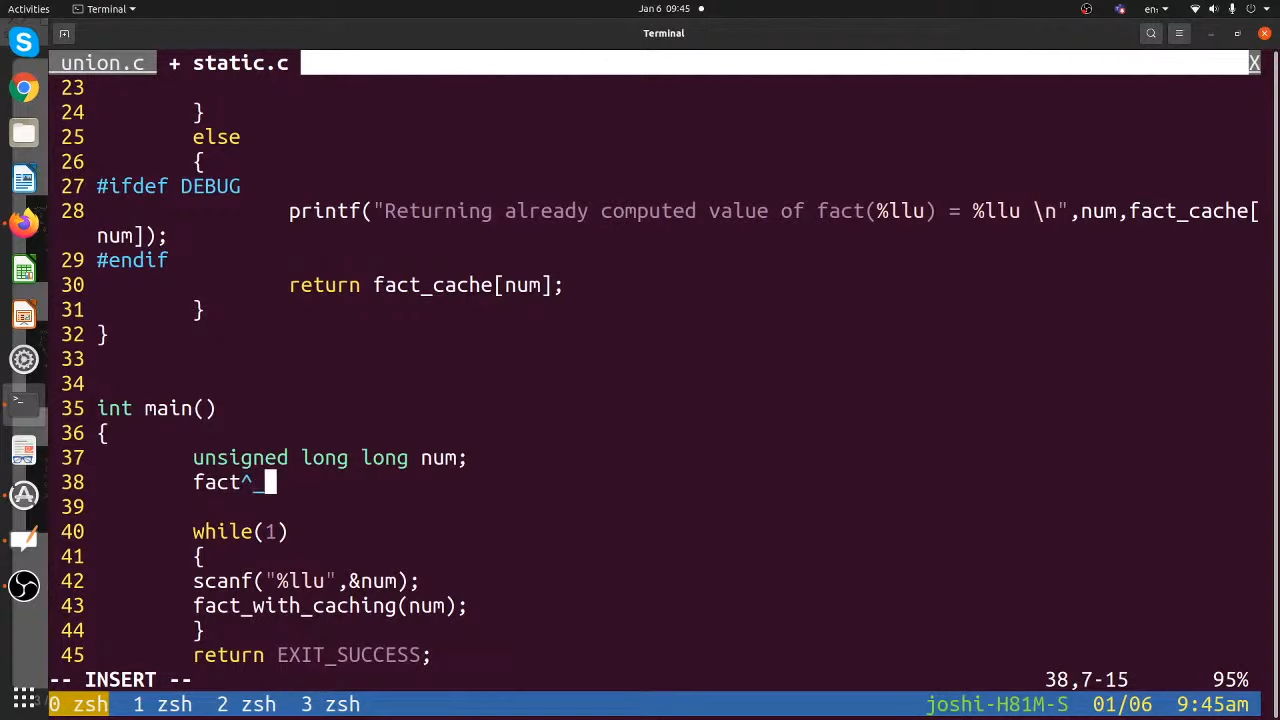 Activities Terminal Jan 6 09:45 en
Terminal
union.c + static.c X
23
24 }
25 else
26 {
27 #ifdef DEBUG
28 printf("Returning already computed value of fact(%llu) = %llu \n",num,fact_cache[
num]);
29 #endif
30 return fact_cache[num];
31 }
32 }
33
34
35 int main()
36 {
37 unsigned long long num;
38 fact^_
39
40 while(1)
41 {
42 scanf("%llu",&num);
43 fact_with_caching(num);
44 }
45 return EXIT_SUCCESS;
-- INSERT -- 38,7-15 95%
0 zsh 1 zsh 2 zsh 3 zsh joshi-H81M-S 01/06 9:45am